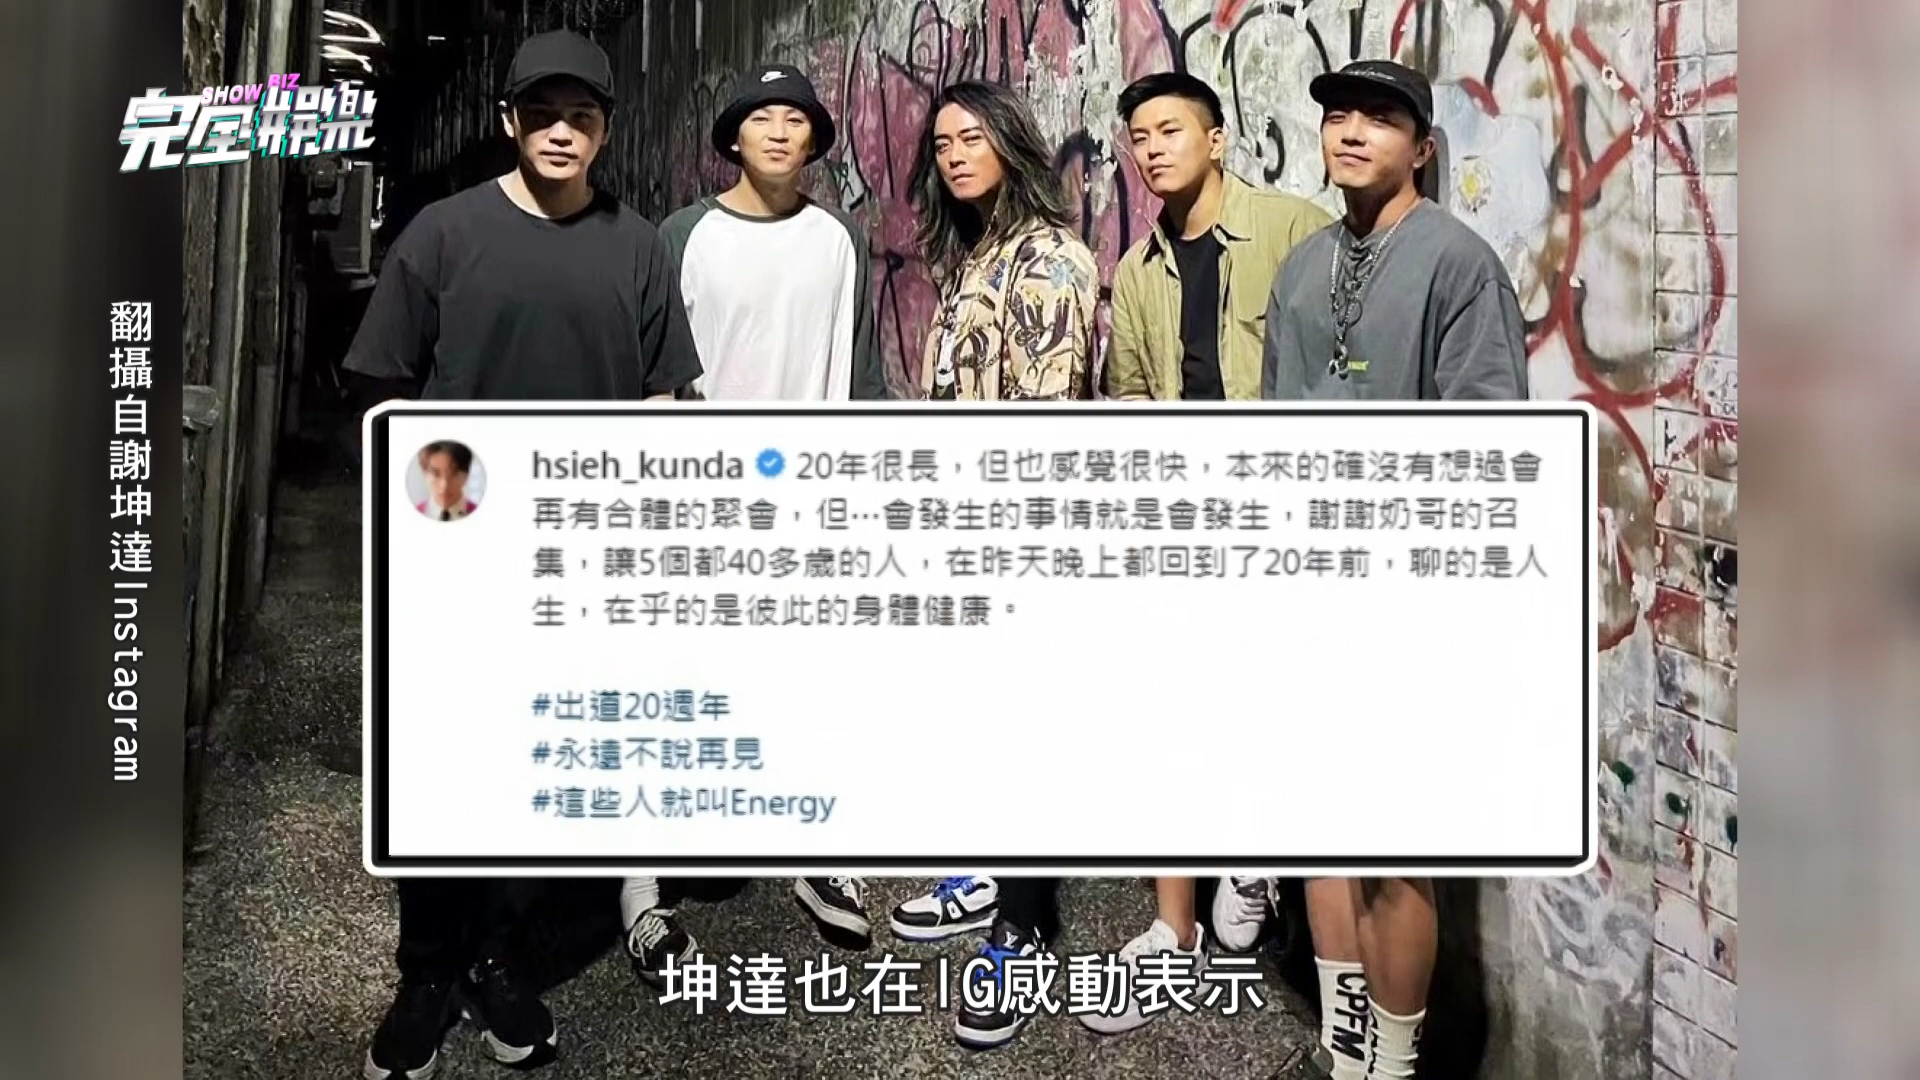 SHOW BIZ
完全娛樂
翻攝自謝坤達Instagram
hsieh_kunda 20年很長，但也感覺很快，本來的確沒有想過會
再有合體的聚會，但…會發生的事情就是會發生，謝謝奶哥的召
集，讓5個都40多歲的人，在昨天晚上都回到了20年前，聊的是人
生，在乎的是彼此的身體健康。
#出道20週年
#永遠不說再見
#這些人就叫Energy
CPFM
坤達也在IG感動表示